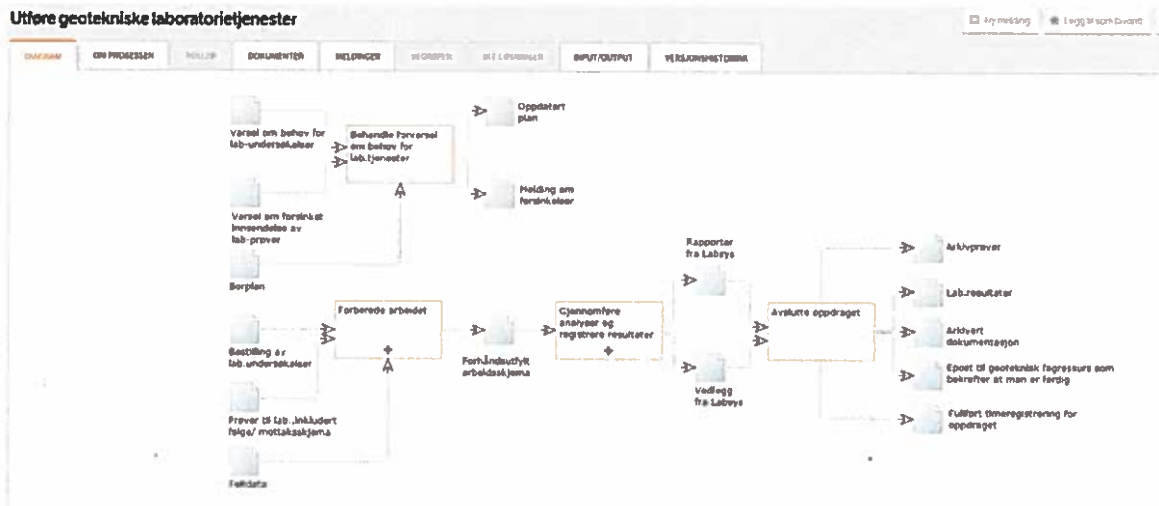 Utføre geotekniske laboratorietjenester
Ny melding
Legg til som favoritt
DIAGRAM
OM PROSESSEN
ROLLER
DOKUMENTER
MELDINGER
INPUT/OUTPUT
VERSJONSHISTORIKK
Varsel om behov for
lab-undersøkelser
Behandle forvarsel
om behov for
lab.tjenester
Oppdatert
plan
Varsel om forsinket
innsendelse av
lab-prøver
Melding om
forsinkelser
Borplan
Rapporter
fra Labsys
Arkivprøver
Forberede arbeidet
Gjennomføre
analyser og
registrere resultater
Avslutte oppdraget
Lab.resultater
Bestilling av
lab.undersøkelser
Forhåndsutfylt
arbeidsskjema
Arkivert
dokumentasjon
Vedlegg
fra Labsys
Epost til geoteknisk fagressurs som
bekrefter at man er ferdig
Prøver til lab.,inkludert
følge/ mottaksskjema
Fullført timeregistrering for
oppdraget
Feltdata